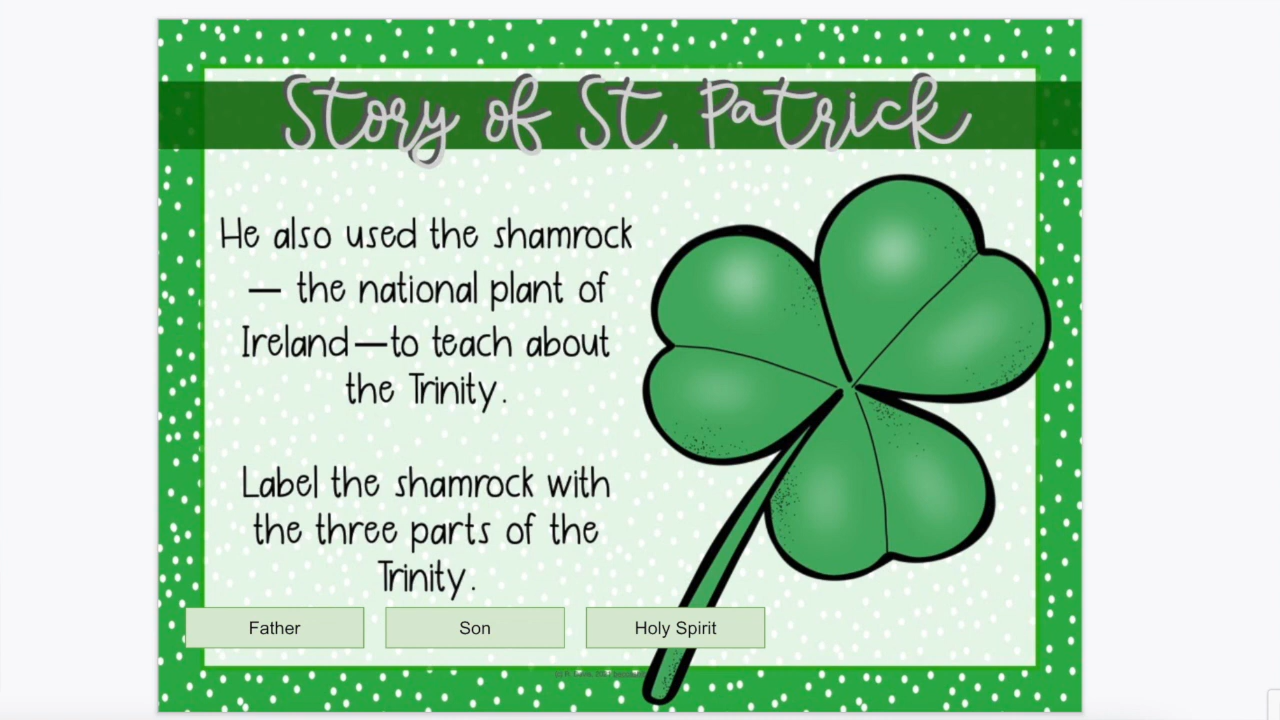 Story of St. Patrick
He also used the shamrock
— the national plant of
Ireland—to teach about
the Trinity.
Label the shamrock with
the three parts of the
Trinity.
Father
Son
Holy Spirit